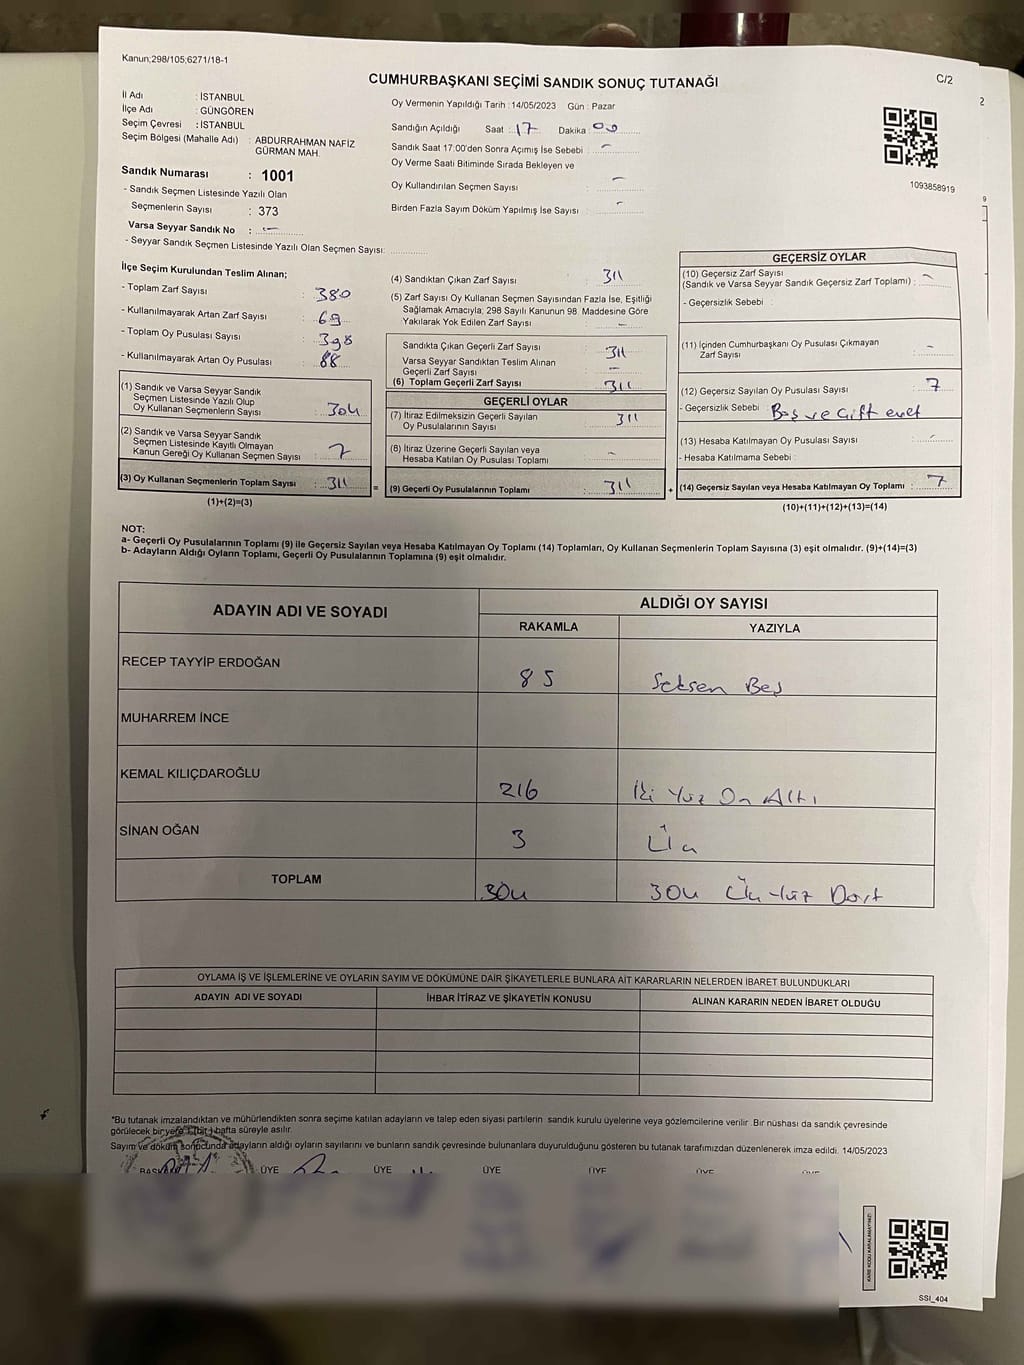 Kanun;298/105,6271/18-1
CUMHURBAŞKANI SEÇİMİ SANDIK SONUÇ TUTANAĞI
C/2
2
9
İl Adı : İSTANBUL
İlçe Adı : GÜNGÖREN
Seçim Çevresi : İSTANBUL
Seçim Bölgesi (Mahalle Adı) : ABDURRAHMAN NAFİZ
GÜRMAN MAH.
Sandık Numarası : 1001
- Sandık Seçmen Listesinde Yazılı Olan
Seçmenlerin Sayısı : 373
Varsa Seyyar Sandık No : -
- Seyyar Sandık Seçmen Listesinde Yazılı Olan Seçmen Sayısı:
Oy Vermenin Yapıldığı Tarih : 14/05/2023 Gün : Pazar
Sandığın Açıldığı Saat : 17 Dakika : 00
Sandık Saat 17:00'den Sonra Açımış İse Sebebi : -
Oy Verme Saati Bitiminde Sırada Bekleyen ve
Oy Kullandırılan Seçmen Sayısı : -
Birden Fazla Sayım Döküm Yapılmış İse Sayısı : -
1093858919
İlçe Seçim Kurulundan Teslim Alınan;
- Toplam Zarf Sayısı : 380
- Kullanılmayarak Artan Zarf Sayısı : 69
- Toplam Oy Pusulası Sayısı : 398
- Kullanılmayarak Artan Oy Pusulası : 88
(1) Sandık ve Varsa Seyyar Sandık
Seçmen Listesinde Yazılı Olup
Oy Kullanan Seçmenlerin Sayısı : 304
(2) Sandık ve Varsa Seyyar Sandık
Seçmen Listesinde Kayıtlı Olmayan
Kanun Gereği Oy Kullanan Seçmen Sayısı : 7
(3) Oy Kullanan Seçmenlerin Toplam Sayısı : 311
(1)+(2)=(3)
(4) Sandıktan Çıkan Zarf Sayısı : 311
(5) Zarf Sayısı Oy Kullanan Seçmen Sayısından Fazla İse, Eşitliği
Sağlamak Amacıyla; 298 Sayılı Kanunun 98. Maddesine Göre
Yakılarak Yok Edilen Zarf Sayısı : -
Sandıkta Çıkan Geçerli Zarf Sayısı : 311
Varsa Seyyar Sandıktan Teslim Alınan
Geçerli Zarf Sayısı : -
(6) Toplam Geçerli Zarf Sayısı : 311
GEÇERLİ OYLAR
(7) İtiraz Edilmeksizin Geçerli Sayılan
Oy Pusulalarının Sayısı : 311
(8) İtiraz Üzerine Geçerli Sayılan veya
Hesaba Katılan Oy Pusulası Toplamı : -
= (9) Geçerli Oy Pusulalarının Toplamı : 311 +
GEÇERSİZ OYLAR
(10) Geçersiz Zarf Sayısı
(Sandık ve Varsa Seyyar Sandık Geçersiz Zarf Toplamı) : -
- Geçersizlik Sebebi :
(11) İçinden Cumhurbaşkanı Oy Pusulası Çıkmayan
Zarf Sayısı : -
(12) Geçersiz Sayılan Oy Pusulası Sayısı : 7
- Geçersizlik Sebebi : Boş ve Çift evet
(13) Hesaba Katılmayan Oy Pusulası Sayısı : -
- Hesaba Katılmama Sebebi :
(14) Geçersiz Sayılan veya Hesaba Katılmayan Oy Toplamı : 7
(10)+(11)+(12)+(13)=(14)
NOT:
a- Geçerli Oy Pusulalarının Toplamı (9) ile Geçersiz Sayılan veya Hesaba Katılmayan Oy Toplamı (14) Toplamları, Oy Kullanan Seçmenlerin Toplam Sayısına (3) eşit olmalıdır. (9)+(14)=(3)
b- Adayların Aldığı Oyların Toplamı, Geçerli Oy Pusulalarının Toplamına (9) eşit olmalıdır.
ADAYIN ADI VE SOYADI
ALDIĞI OY SAYISI
RAKAMLA YAZIYLA
RECEP TAYYİP ERDOĞAN 85 Seksen Beş
MUHARREM İNCE
KEMAL KILIÇDAROĞLU 216 İki Yüz On Altı
SİNAN OĞAN 3 Üç
TOPLAM 304 304 Üç Yüz Dört
OYLAMA İŞ VE İŞLEMLERİNE VE OYLARIN SAYIM VE DÖKÜMÜNE DAİR ŞİKAYETLERLE BUNLARA AİT KARARLARIN NELERDEN İBARET BULUNDUKLARI
ADAYIN ADI VE SOYADI İHBAR İTİRAZ VE ŞİKAYETİN KONUSU ALINAN KARARIN NEDEN İBARET OLDUĞU
*Bu tutanak imzalandıktan ve mühürlendikten sonra seçime katılan adayların ve talep eden siyasi partilerin sandık kurulu üyelerine veya gözlemcilerine verilir. Bir nüshası da sandık çevresinde
görülecek bir yere 1 (bir) hafta süreyle asılır.
Sayım ve döküm sonucunda adayların aldığı oyların sayılarını ve bunların sandık çevresinde bulunanlara duyurulduğunu gösteren bu tutanak tarafımızdan düzenlenerek imza edildi. 14/05/2023
BAŞKAN ÜYE ÜYE ÜYE ÜYE ÜYE
SSI_404